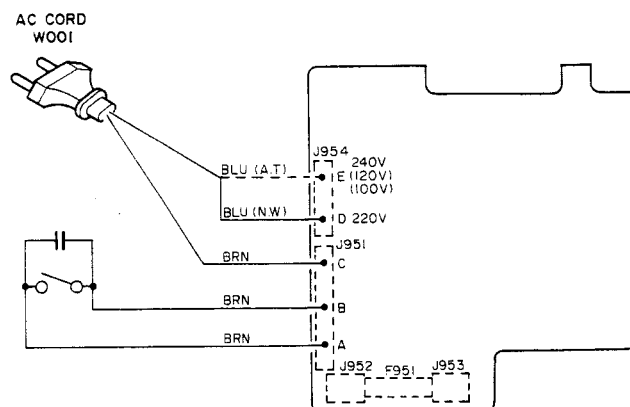 AC CORD
W001
J954
240V
BLU (A.T)
E (120V)
(100V)
BLU (N.W)
D 220V
J951
BRN
C
BRN
B
BRN
A
J952
F951
J953